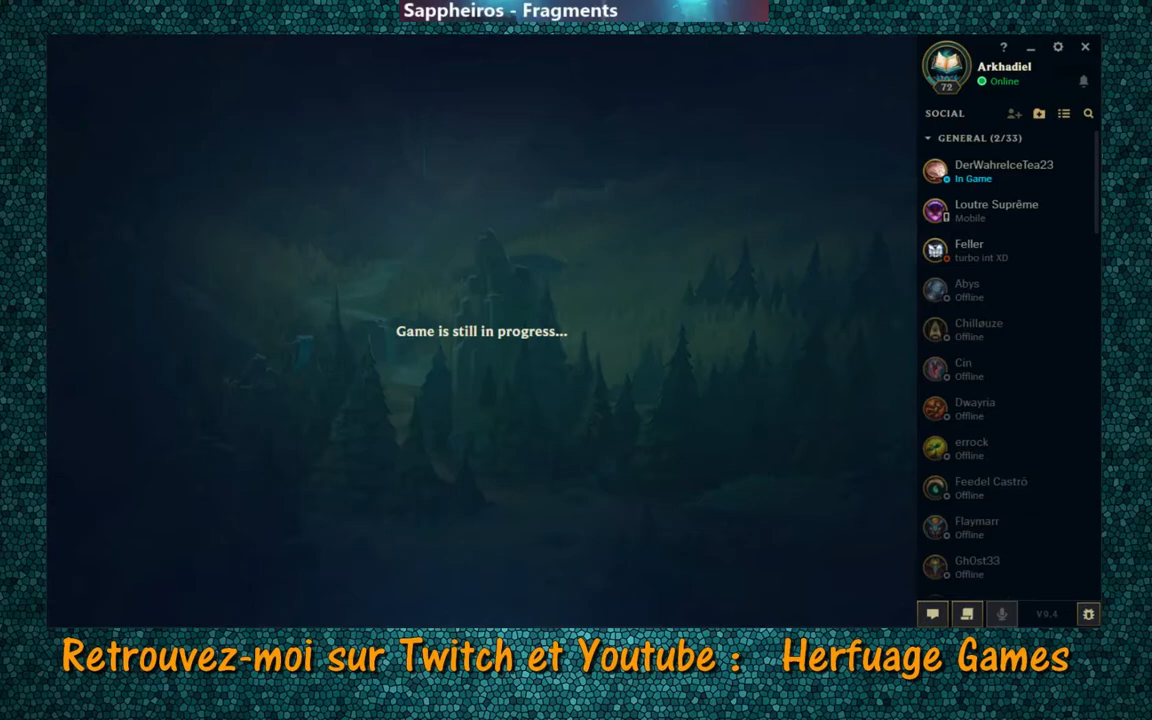 Sappheiros - Fragments
?
Arkhadiel
72
Online
SOCIAL
GENERAL (2/33)
DerWahreIceTea23
In Game
Loutre Suprême
Mobile
Feller
turbo int XD
Abys
Offline
Chilløuze
Offline
Cin
Offline
Dwayria
Offline
errock
Offline
Feedel Caströ
Offline
Flaymarr
Offline
Gh0st33
Offline
Game is still in progress...
V9.4
Retrouvez-moi sur Twitch et Youtube : Herfuage Games